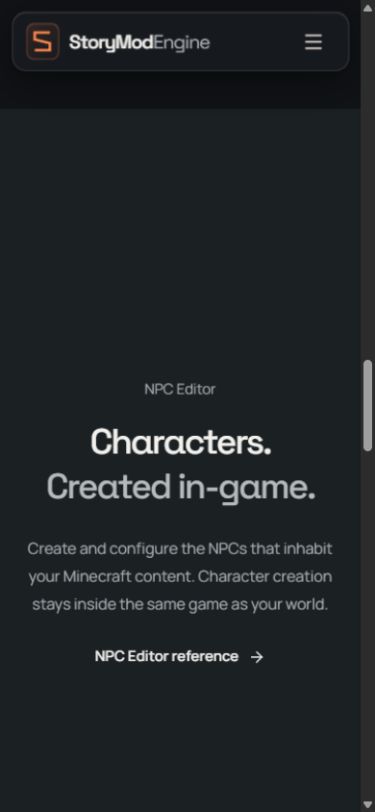 StoryModEngine
NPC Editor
Characters.
Created in-game.
Create and configure the NPCs that inhabit
your Minecraft content. Character creation
stays inside the same game as your world.
NPC Editor reference →